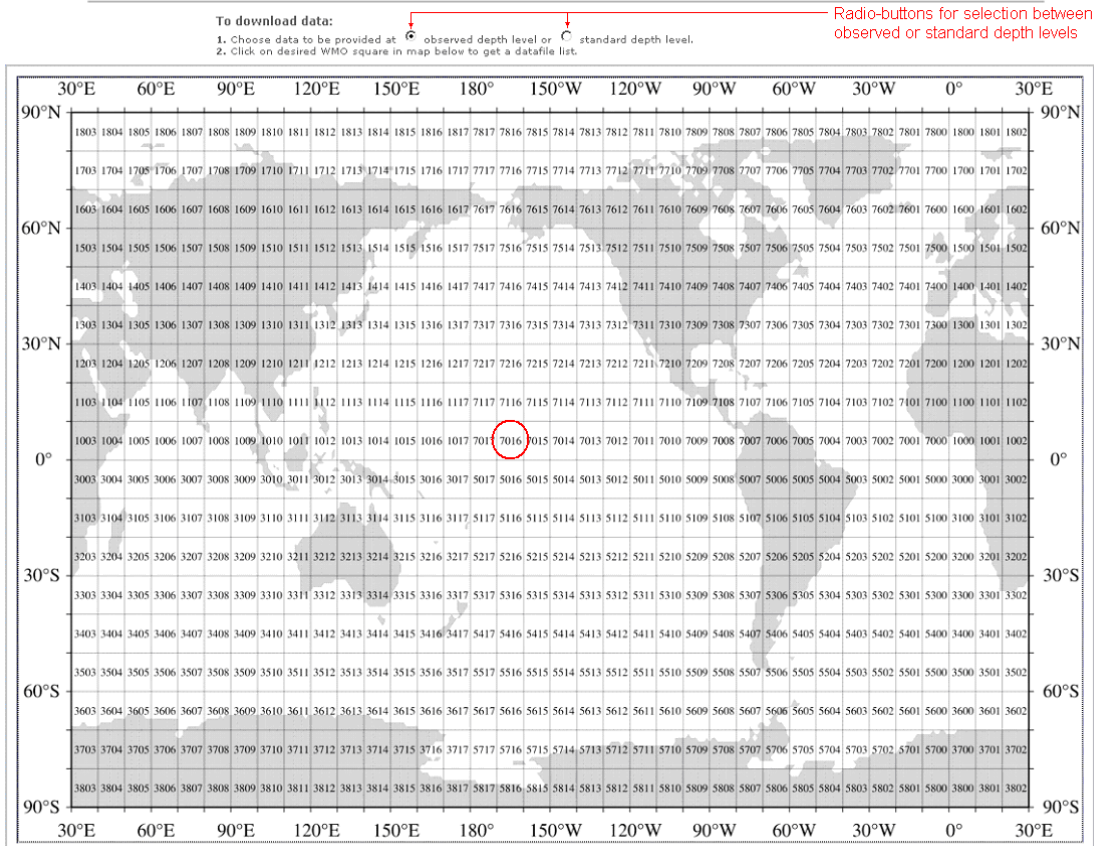 To download data:
1. Choose data to be provided at observed depth level or standard depth level.
2. Click on desired WMO square in map below to get a datafile list.
Radio-buttons for selection between
observed or standard depth levels
30°E 60°E 90°E 120°E 150°E 180° 150°W 120°W 90°W 60°W 30°W 0° 30°E
90°N 90°N
1803 1804 1805 1806 1807 1808 1809 1810 1811 1812 1813 1814 1815 1816 1817 7817 7816 7815 7814 7813 7812 7811 7810 7809 7808 7807 7806 7805 7804 7803 7802 7801 7800 1800 1801 1802
1703 1704 1705 1706 1707 1708 1709 1710 1711 1712 1713 1714 1715 1716 1717 7717 7716 7715 7714 7713 7712 7711 7710 7709 7708 7707 7706 7705 7704 7703 7702 7701 7700 1700 1701 1702
1603 1604 1605 1606 1607 1608 1609 1610 1611 1612 1613 1614 1615 1616 1617 7617 7616 7615 7614 7613 7612 7611 7610 7609 7608 7607 7606 7605 7604 7603 7602 7601 7600 1600 1601 1602
60°N 60°N
1503 1504 1505 1506 1507 1508 1509 1510 1511 1512 1513 1514 1515 1516 1517 7517 7516 7515 7514 7513 7512 7511 7510 7509 7508 7507 7506 7505 7504 7503 7502 7501 7500 1500 1501 1502
1403 1404 1405 1406 1407 1408 1409 1410 1411 1412 1413 1414 1415 1416 1417 7417 7416 7415 7414 7413 7412 7411 7410 7409 7408 7407 7406 7405 7404 7403 7402 7401 7400 1400 1401 1402
1303 1304 1305 1306 1307 1308 1309 1310 1311 1312 1313 1314 1315 1316 1317 7317 7316 7315 7314 7313 7312 7311 7310 7309 7308 7307 7306 7305 7304 7303 7302 7301 7300 1300 1301 1302
30°N 30°N
1203 1204 1205 1206 1207 1208 1209 1210 1211 1212 1213 1214 1215 1216 1217 7217 7216 7215 7214 7213 7212 7211 7210 7209 7208 7207 7206 7205 7204 7203 7202 7201 7200 1200 1201 1202
1103 1104 1105 1106 1107 1108 1109 1110 1111 1112 1113 1114 1115 1116 1117 7117 7116 7115 7114 7113 7112 7111 7110 7109 7108 7107 7106 7105 7104 7103 7102 7101 7100 1100 1101 1102
1003 1004 1005 1006 1007 1008 1009 1010 1011 1012 1013 1014 1015 1016 1017 7017 7016 7015 7014 7013 7012 7011 7010 7009 7008 7007 7006 7005 7004 7003 7002 7001 7000 1000 1001 1002
0° 0°
3003 3004 3005 3006 3007 3008 3009 3010 3011 3012 3013 3014 3015 3016 3017 5017 5016 5015 5014 5013 5012 5011 5010 5009 5008 5007 5006 5005 5004 5003 5002 5001 5000 3000 3001 3002
3103 3104 3105 3106 3107 3108 3109 3110 3111 3112 3113 3114 3115 3116 3117 5117 5116 5115 5114 5113 5112 5111 5110 5109 5108 5107 5106 5105 5104 5103 5102 5101 5100 3100 3101 3102
3203 3204 3205 3206 3207 3208 3209 3210 3211 3212 3213 3214 3215 3216 3217 5217 5216 5215 5214 5213 5212 5211 5210 5209 5208 5207 5206 5205 5204 5203 5202 5201 5200 3200 3201 3202
30°S 30°S
3303 3304 3305 3306 3307 3308 3309 3310 3311 3312 3313 3314 3315 3316 3317 5317 5316 5315 5314 5313 5312 5311 5310 5309 5308 5307 5306 5305 5304 5303 5302 5301 5300 3300 3301 3302
3403 3404 3405 3406 3407 3408 3409 3410 3411 3412 3413 3414 3415 3416 3417 5417 5416 5415 5414 5413 5412 5411 5410 5409 5408 5407 5406 5405 5404 5403 5402 5401 5400 3400 3401 3402
3503 3504 3505 3506 3507 3508 3509 3510 3511 3512 3513 3514 3515 3516 3517 5517 5516 5515 5514 5513 5512 5511 5510 5509 5508 5507 5506 5505 5504 5503 5502 5501 5500 3500 3501 3502
60°S 60°S
3603 3604 3605 3606 3607 3608 3609 3610 3611 3612 3613 3614 3615 3616 3617 5617 5616 5615 5614 5613 5612 5611 5610 5609 5608 5607 5606 5605 5604 5603 5602 5601 5600 3600 3601 3602
3703 3704 3705 3706 3707 3708 3709 3710 3711 3712 3713 3714 3715 3716 3717 5717 5716 5715 5714 5713 5712 5711 5710 5709 5708 5707 5706 5705 5704 5703 5702 5701 5700 3700 3701 3702
3803 3804 3805 3806 3807 3808 3809 3810 3811 3812 3813 3814 3815 3816 3817 5817 5816 5815 5814 5813 5812 5811 5810 5809 5808 5807 5806 5805 5804 5803 5802 5801 5800 3800 3801 3802
90°S 90°S
30°E 60°E 90°E 120°E 150°E 180° 150°W 120°W 90°W 60°W 30°W 0° 30°E